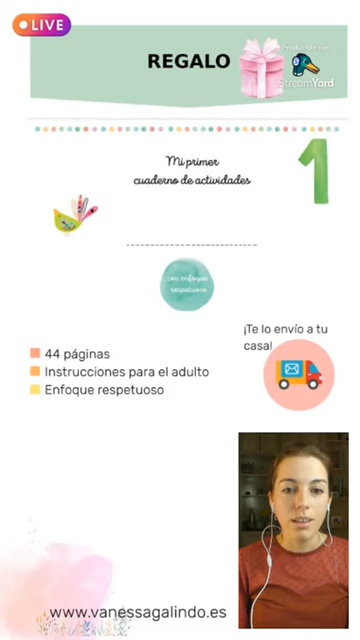 LIVE
REGALO
Producido con
StreamYard
Mi primer
cuaderno de actividades
1
con enfoque
respetuoso
¡Te lo envío a tu
casa!
44 páginas
Instrucciones para el adulto
Enfoque respetuoso
www.vanessagalindo.es